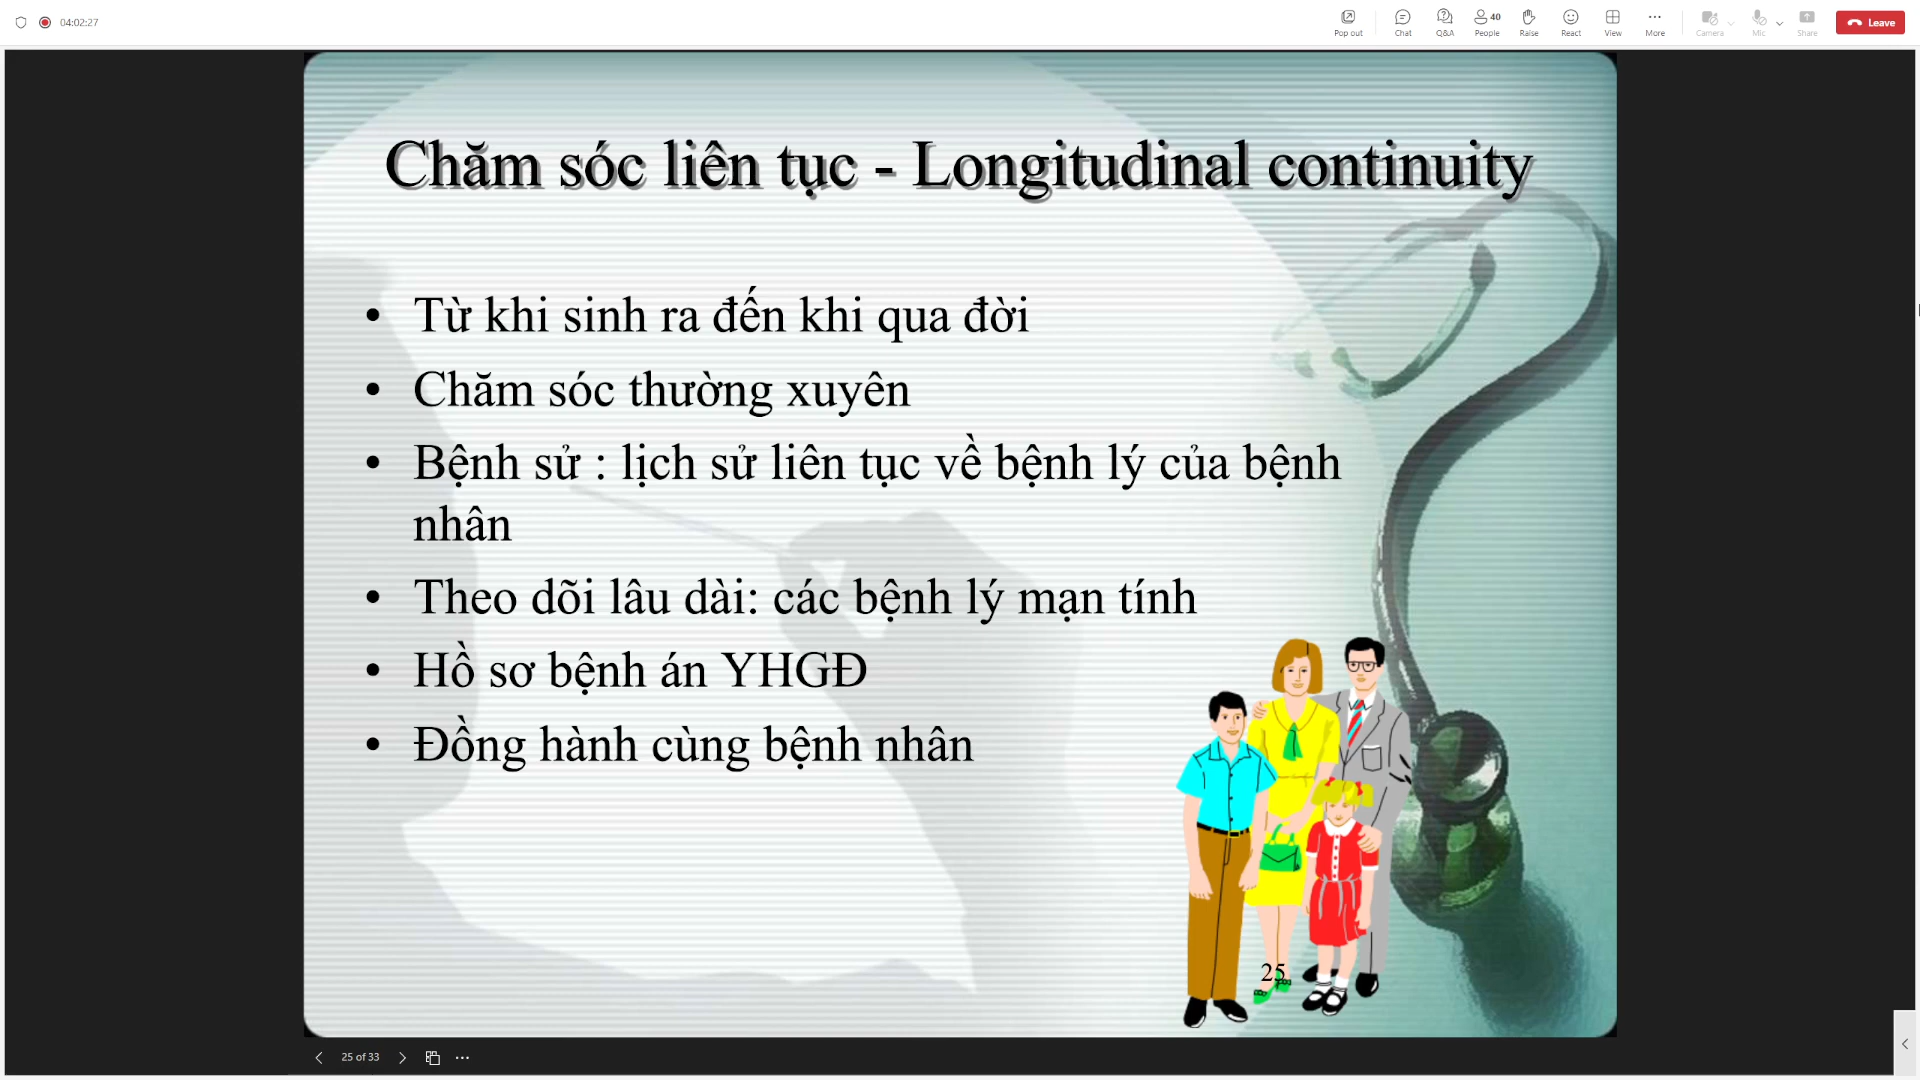 04:02:27
Pop out
Chat
Q&A
40
People
Raise
React
View
More
Camera
Mic
Share
Leave
Chăm sóc liên tục - Longitudinal continuity
• Từ khi sinh ra đến khi qua đời
• Chăm sóc thường xuyên
• Bệnh sử : lịch sử liên tục về bệnh lý của bệnh
nhân
• Theo dõi lâu dài: các bệnh lý mạn tính
• Hồ sơ bệnh án YHGĐ
• Đồng hành cùng bệnh nhân
25
25 of 33